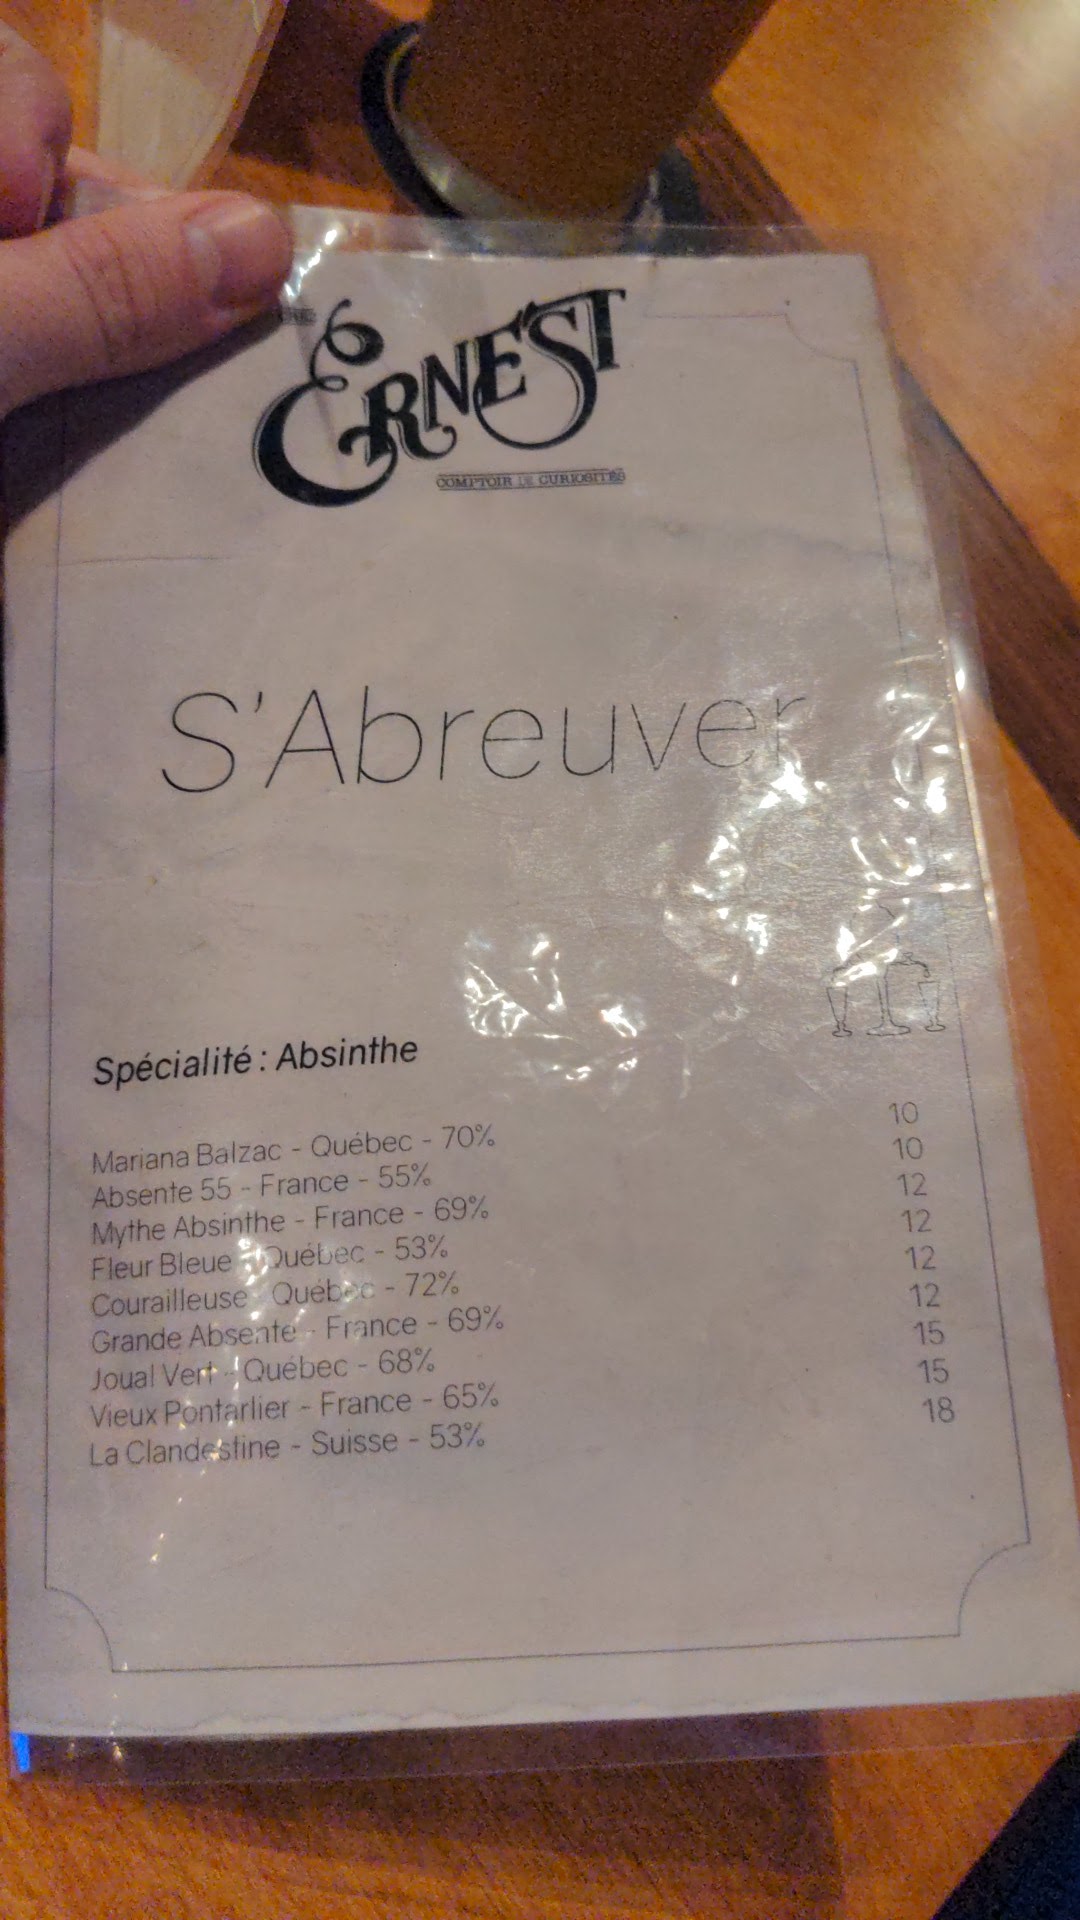 ERNEST
COMPTOIR DE CURIOSITÉS
S'Abreuver
Spécialité : Absinthe
Mariana Balzac - Québec - 70% 10
Absente 55 - France - 55% 10
Mythe Absinthe - France - 69% 12
Fleur Bleue - Québec - 53% 12
Courailleuse - Québec - 72% 12
Grande Absente - France - 69% 12
Joual Vert - Québec - 68% 15
Vieux Pontarlier - France - 65% 15
La Clandestine - Suisse - 53% 18